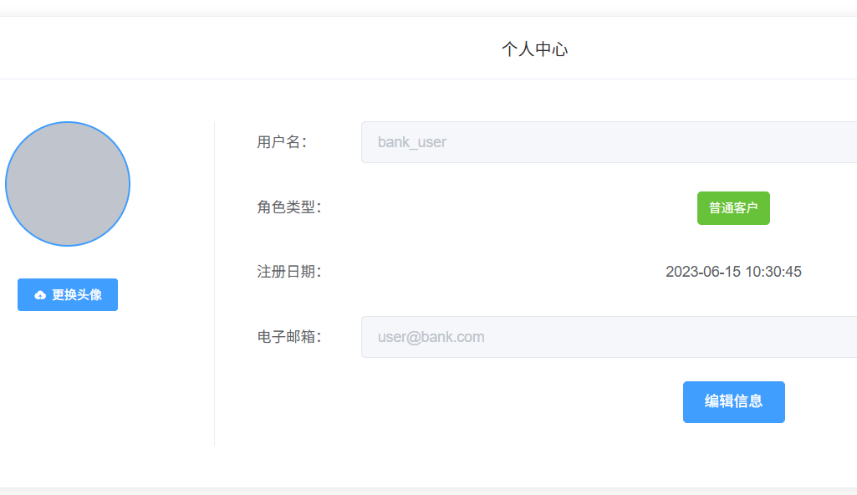 个人中心
更换头像
用户名： bank_user
角色类型： 普通客户
注册日期： 2023-06-15 10:30:45
电子邮箱： user@bank.com
编辑信息